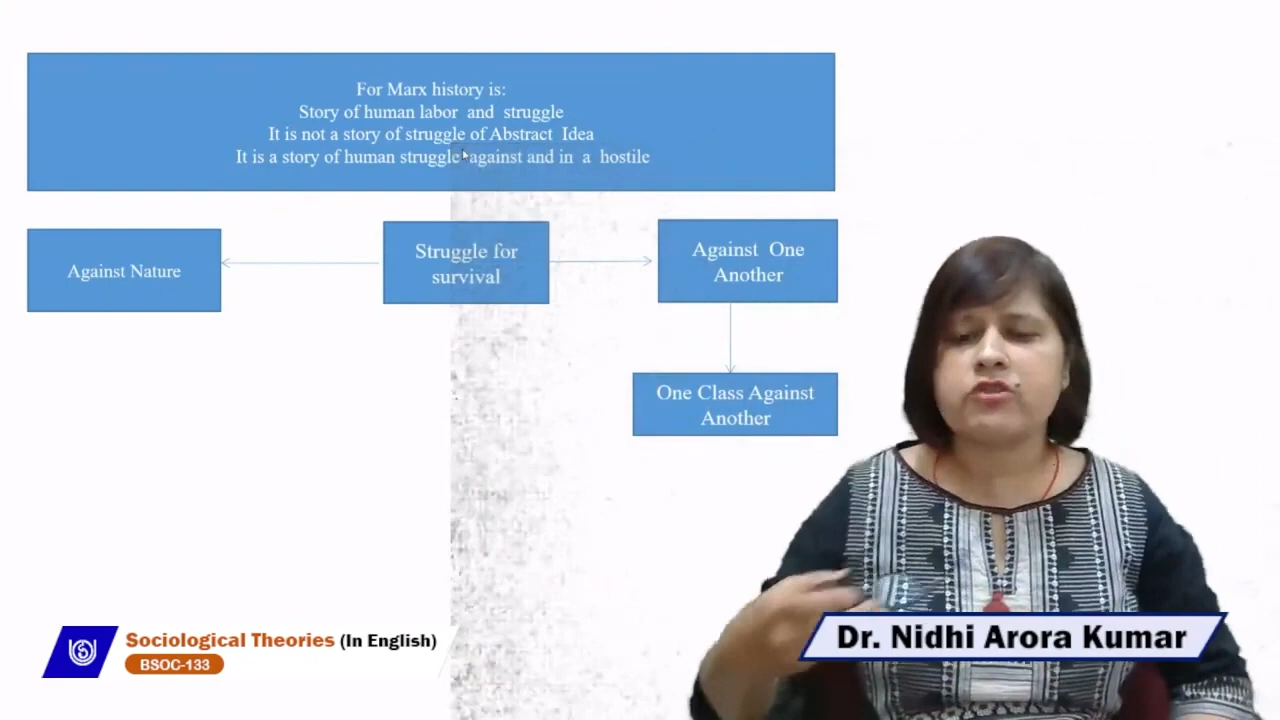 For Marx history is:
Story of human labor and struggle
It is not a story of struggle of Abstract Idea
It is a story of human struggle against and in a hostile
Against Nature
Struggle for
survival
Against One
Another
One Class Against
Another
Sociological Theories (In English)
BSOC-133
Dr. Nidhi Arora Kumar